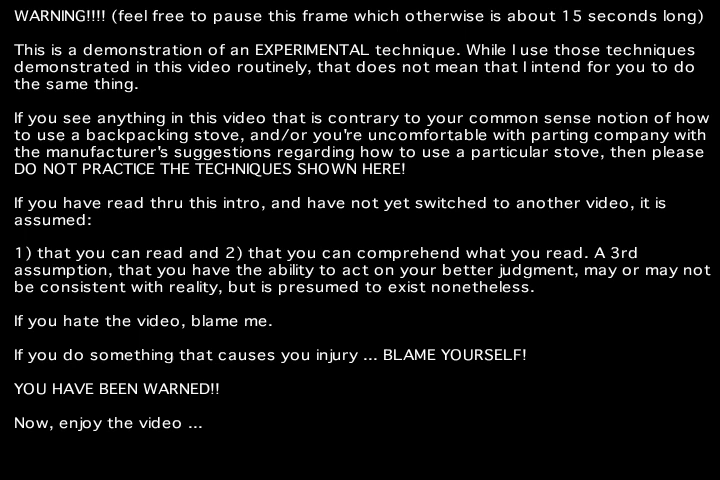 WARNING!!!! (feel free to pause this frame which otherwise is about 15 seconds long)
This is a demonstration of an EXPERIMENTAL technique. While I use those techniques
demonstrated in this video routinely, that does not mean that I intend for you to do
the same thing.
If you see anything in this video that is contrary to your common sense notion of how
to use a backpacking stove, and/or you're uncomfortable with parting company with
the manufacturer's suggestions regarding how to use a particular stove, then please
DO NOT PRACTICE THE TECHNIQUES SHOWN HERE!
If you have read thru this intro, and have not yet switched to another video, it is
assumed:
1) that you can read and 2) that you can comprehend what you read. A 3rd
assumption, that you have the ability to act on your better judgment, may or may not
be consistent with reality, but is presumed to exist nonetheless.
If you hate the video, blame me.
If you do something that causes you injury ... BLAME YOURSELF!
YOU HAVE BEEN WARNED!!
Now, enjoy the video ...